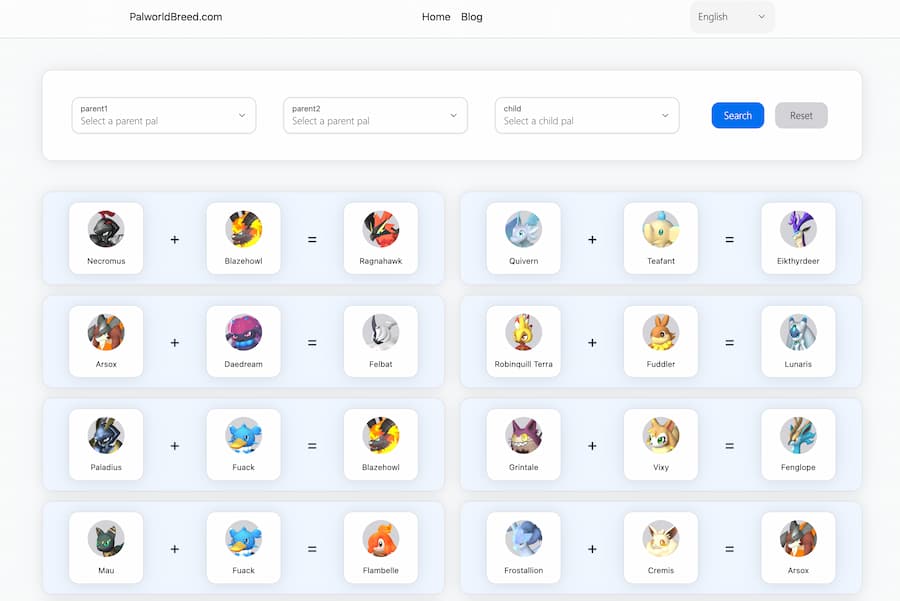 PalworldBreed.com
Home Blog
English
parent1
Select a parent pal
parent2
Select a parent pal
child
Select a child pal
Search
Reset
Necromus + Blazehowl = Ragnahawk
Quivern + Teafant = Eikthyrdeer
Arsox + Daedream = Felbat
Robinquill Terra + Fuddler = Lunaris
Paladius + Fuack = Blazehowl
Grintale + Vixy = Fenglope
Mau + Fuack = Flambelle
Frostallion + Cremis = Arsox